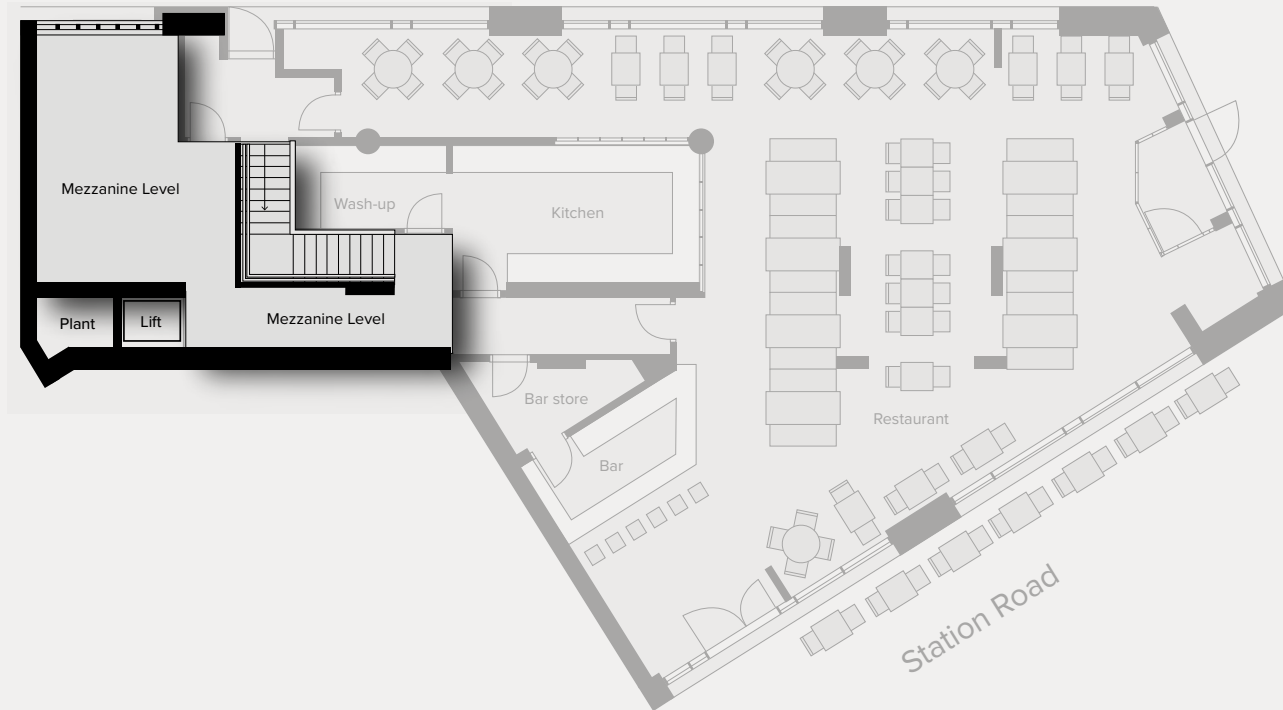 Mezzanine Level
Wash-up
Kitchen
Plant
Lift
Mezzanine Level
Bar store
Restaurant
Bar
Station Road